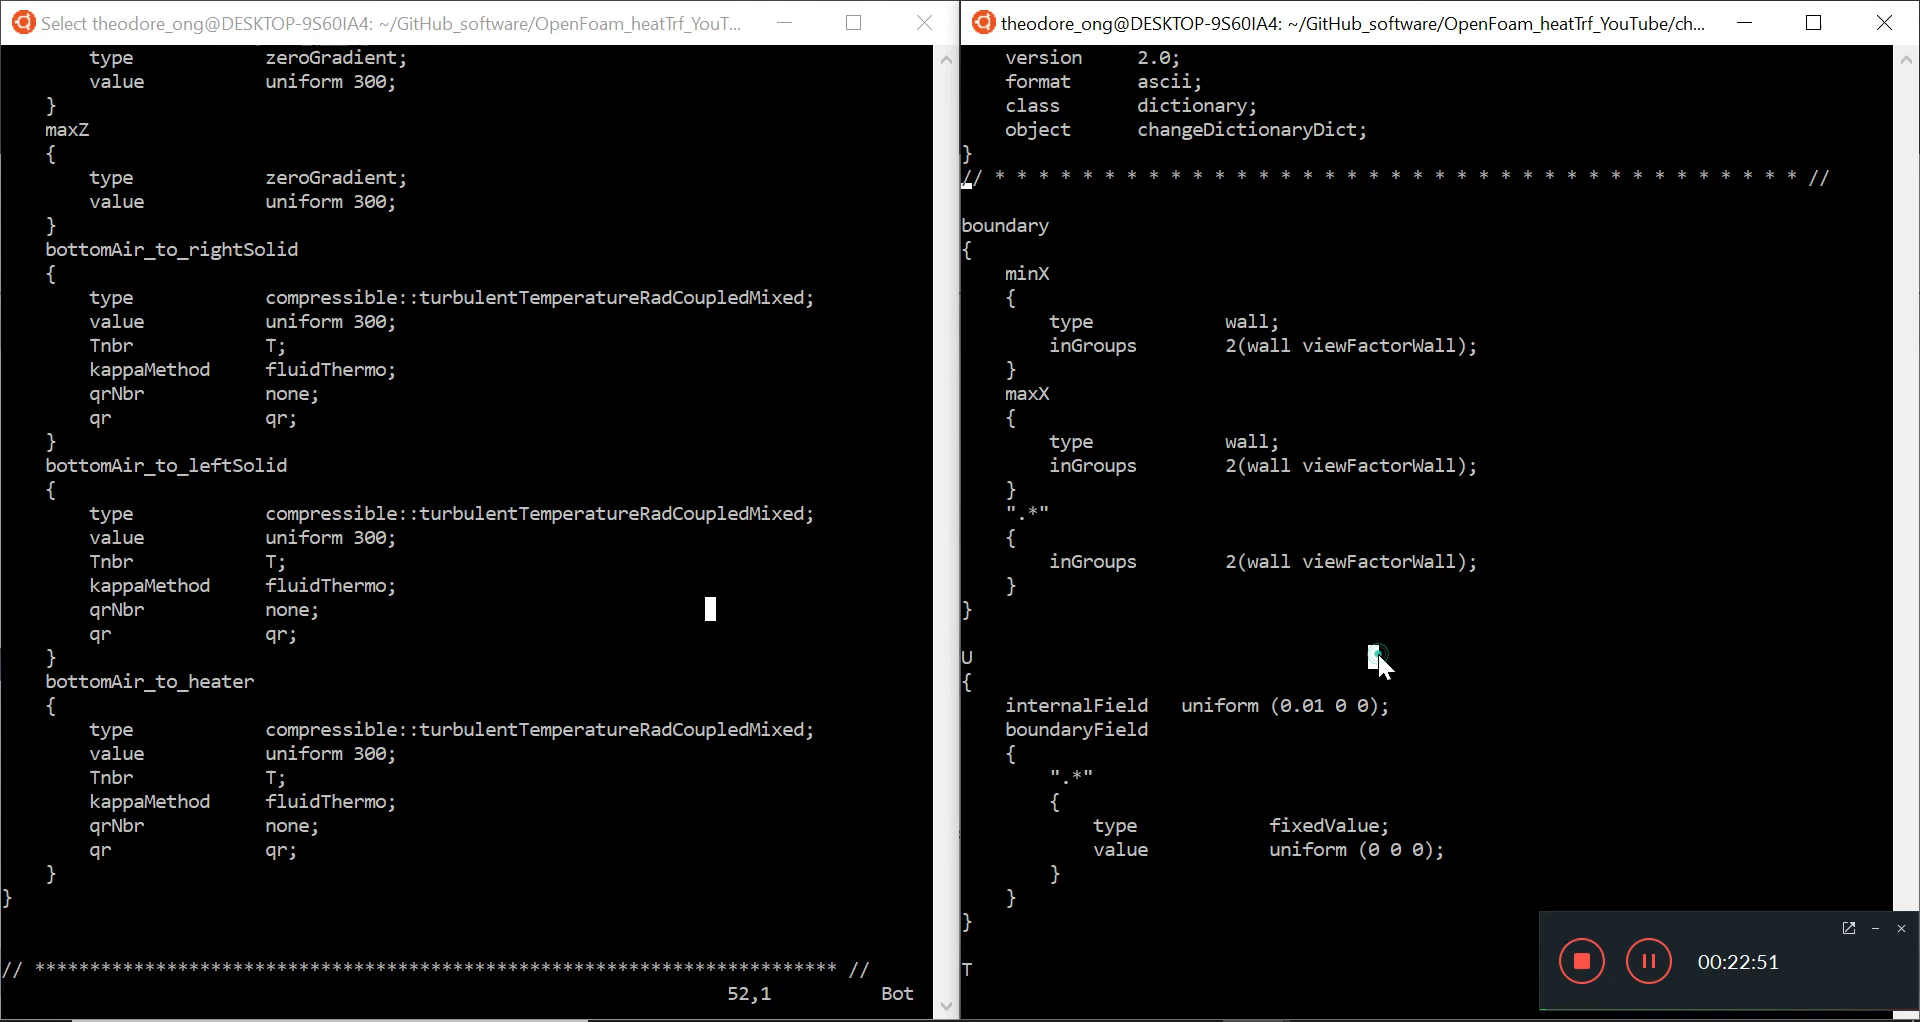 Select theodore_ong@DESKTOP-9S60IA4: ~/GitHub_software/OpenFoam_heatTrf_YouT...
type zeroGradient;
value uniform 300;
}
maxZ
{
type zeroGradient;
value uniform 300;
}
bottomAir_to_rightSolid
{
type compressible::turbulentTemperatureRadCoupledMixed;
value uniform 300;
Tnbr T;
kappaMethod fluidThermo;
qrNbr none;
qr qr;
}
bottomAir_to_leftSolid
{
type compressible::turbulentTemperatureRadCoupledMixed;
value uniform 300;
Tnbr T;
kappaMethod fluidThermo;
qrNbr none;
qr qr;
}
bottomAir_to_heater
{
type compressible::turbulentTemperatureRadCoupledMixed;
value uniform 300;
Tnbr T;
kappaMethod fluidThermo;
qrNbr none;
qr qr;
}
}
// ************************************************************************* //
52,1 Bot
theodore_ong@DESKTOP-9S60IA4: ~/GitHub_software/OpenFoam_heatTrf_YouTube/ch...
version 2.0;
format ascii;
class dictionary;
object changeDictionaryDict;
}
// * * * * * * * * * * * * * * * * * * * * * * * * * * * * * * * * * * * * * //
boundary
{
minX
{
type wall;
inGroups 2(wall viewFactorWall);
}
maxX
{
type wall;
inGroups 2(wall viewFactorWall);
}
".*"
{
inGroups 2(wall viewFactorWall);
}
}
U
{
internalField uniform (0.01 0 0);
boundaryField
{
".*"
{
type fixedValue;
value uniform (0 0 0);
}
}
}
T
00:22:51